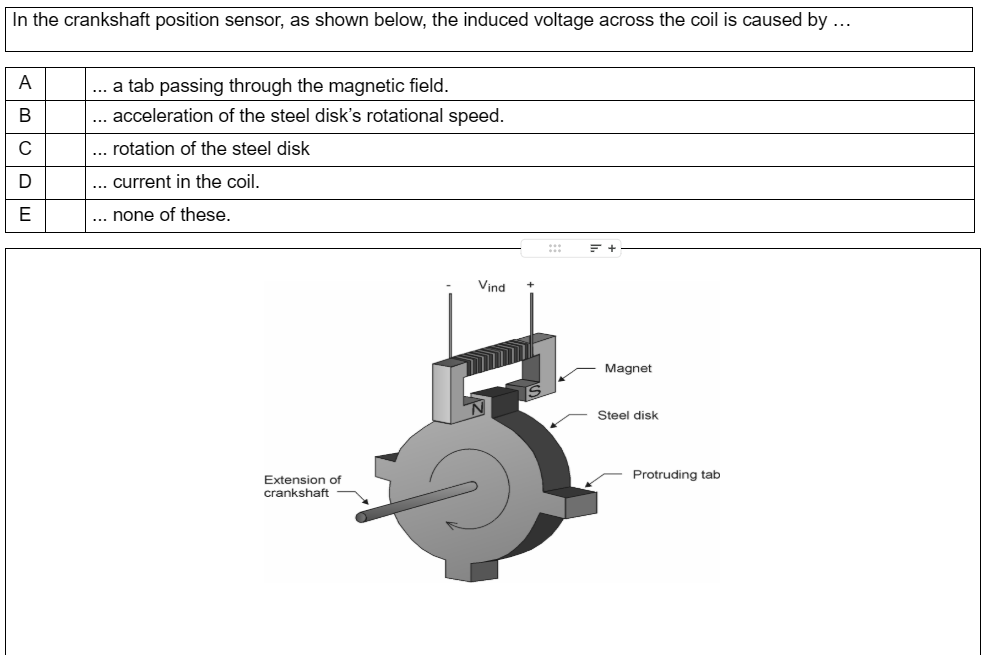 In the crankshaft position sensor, as shown below, the induced voltage across the coil is caused by …
A ... a tab passing through the magnetic field.
B ... acceleration of the steel disk’s rotational speed.
C ... rotation of the steel disk
D ... current in the coil.
E ... none of these.
- Vind +
Magnet
N S
Steel disk
Protruding tab
Extension of
crankshaft